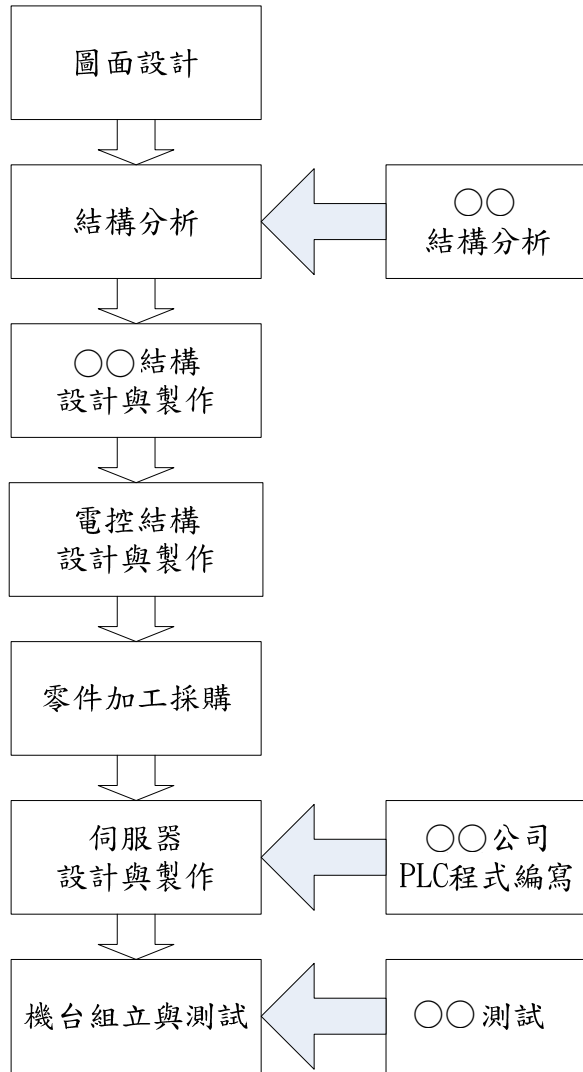 圖面設計
結構分析
○○
結構分析
○○結構
設計與製作
電控結構
設計與製作
零件加工採購
伺服器
設計與製作
○○公司
PLC程式編寫
機台組立與測試
○○測試